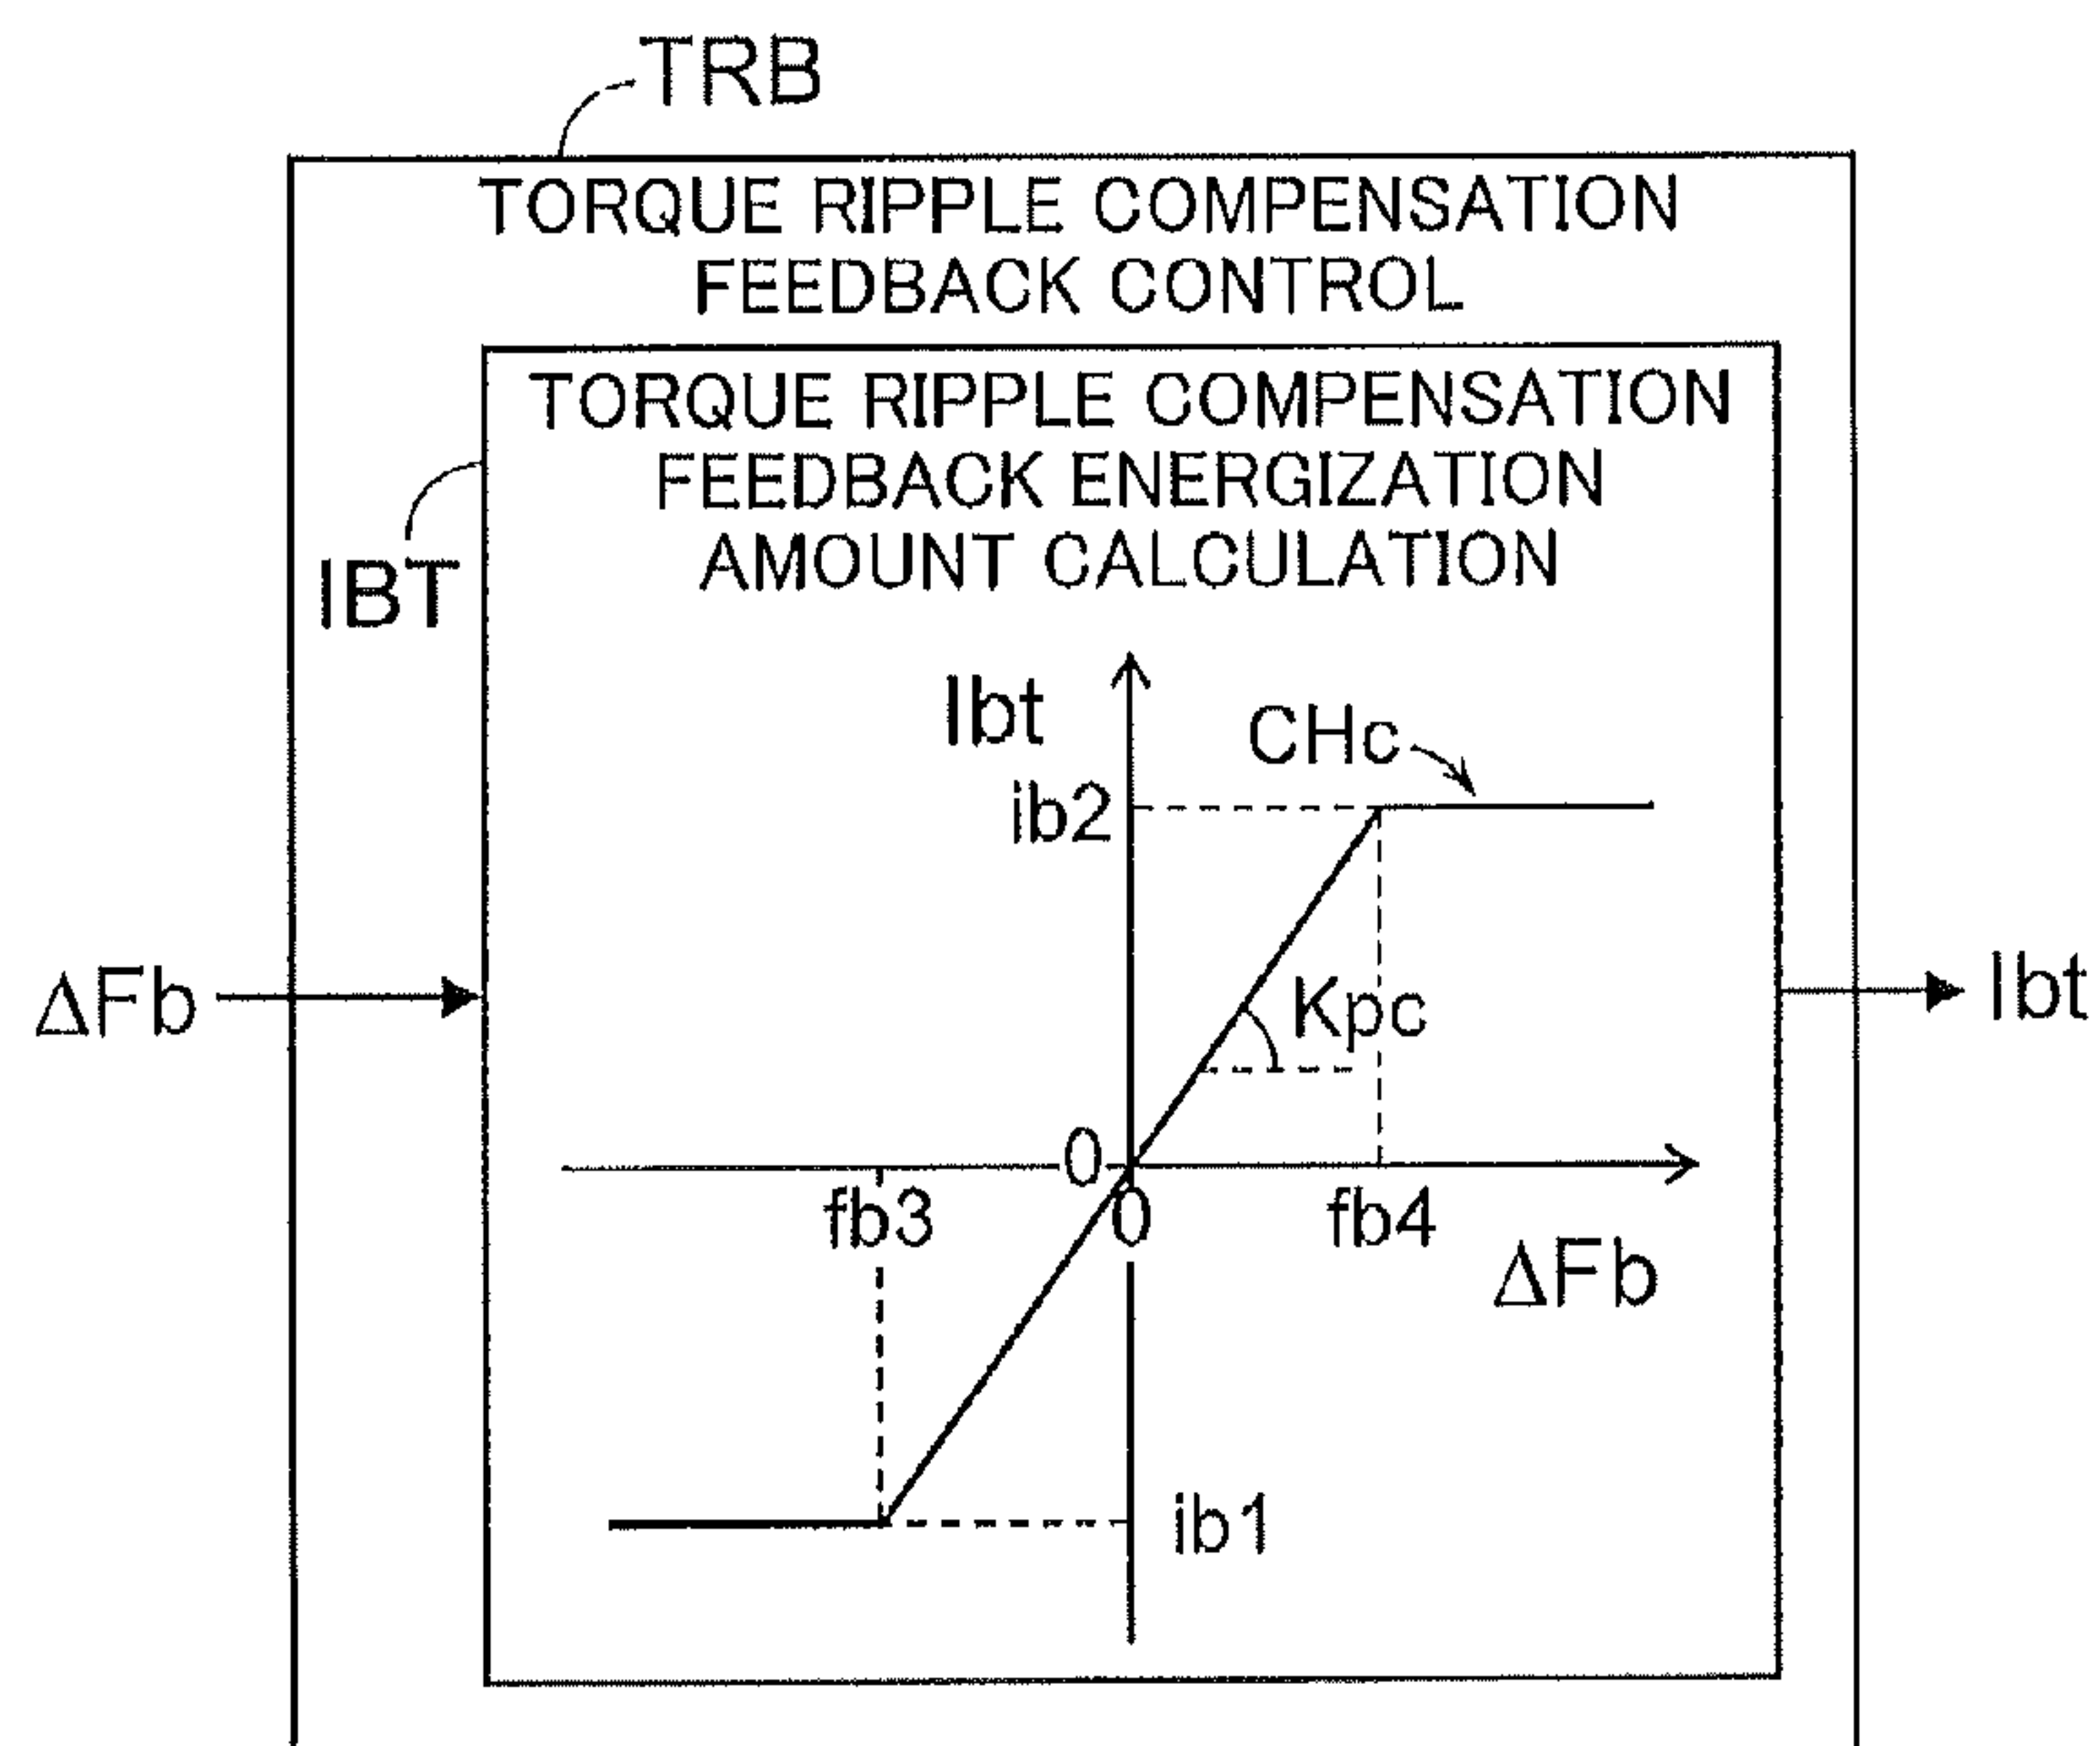 TRB
TORQUE RIPPLE COMPENSATION
FEEDBACK CONTROL
TORQUE RIPPLE COMPENSATION
FEEDBACK ENERGIZATION
AMOUNT CALCULATION
IBT
Ibt
CHc
ib2
ΔFb
Kpc
Ibt
0
fb3
0
fb4
ΔFb
ib1